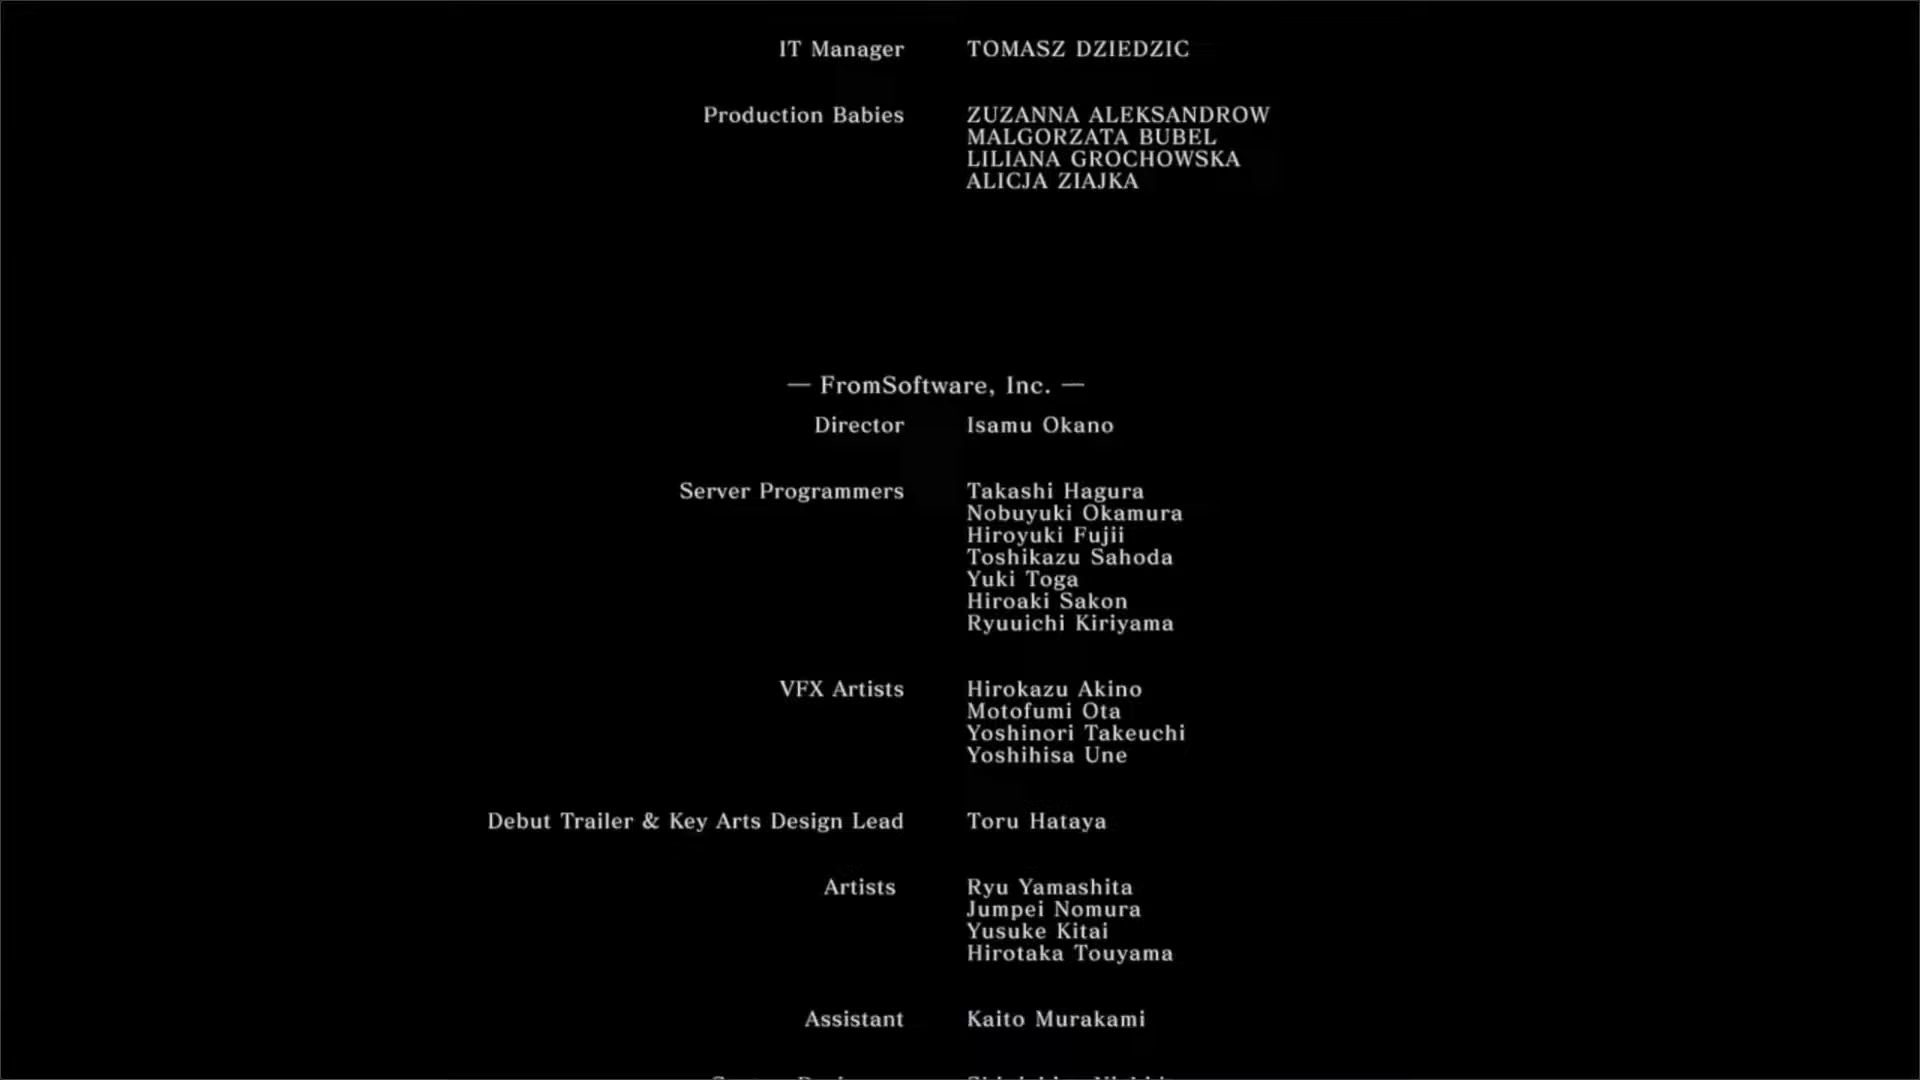 IT Manager TOMASZ DZIEDZIC
Production Babies ZUZANNA ALEKSANDROW
MALGORZATA BUBEL
LILIANA GROCHOWSKA
ALICJA ZIAJKA
— FromSoftware, Inc. —
Director Isamu Okano
Server Programmers Takashi Hagura
Nobuyuki Okamura
Hiroyuki Fujii
Toshikazu Sahoda
Yuki Toga
Hiroaki Sakon
Ryuuichi Kiriyama
VFX Artists Hirokazu Akino
Motofumi Ota
Yoshinori Takeuchi
Yoshihisa Une
Debut Trailer & Key Arts Design Lead Toru Hataya
Artists Ryu Yamashita
Jumpei Nomura
Yusuke Kitai
Hirotaka Touyama
Assistant Kaito Murakami